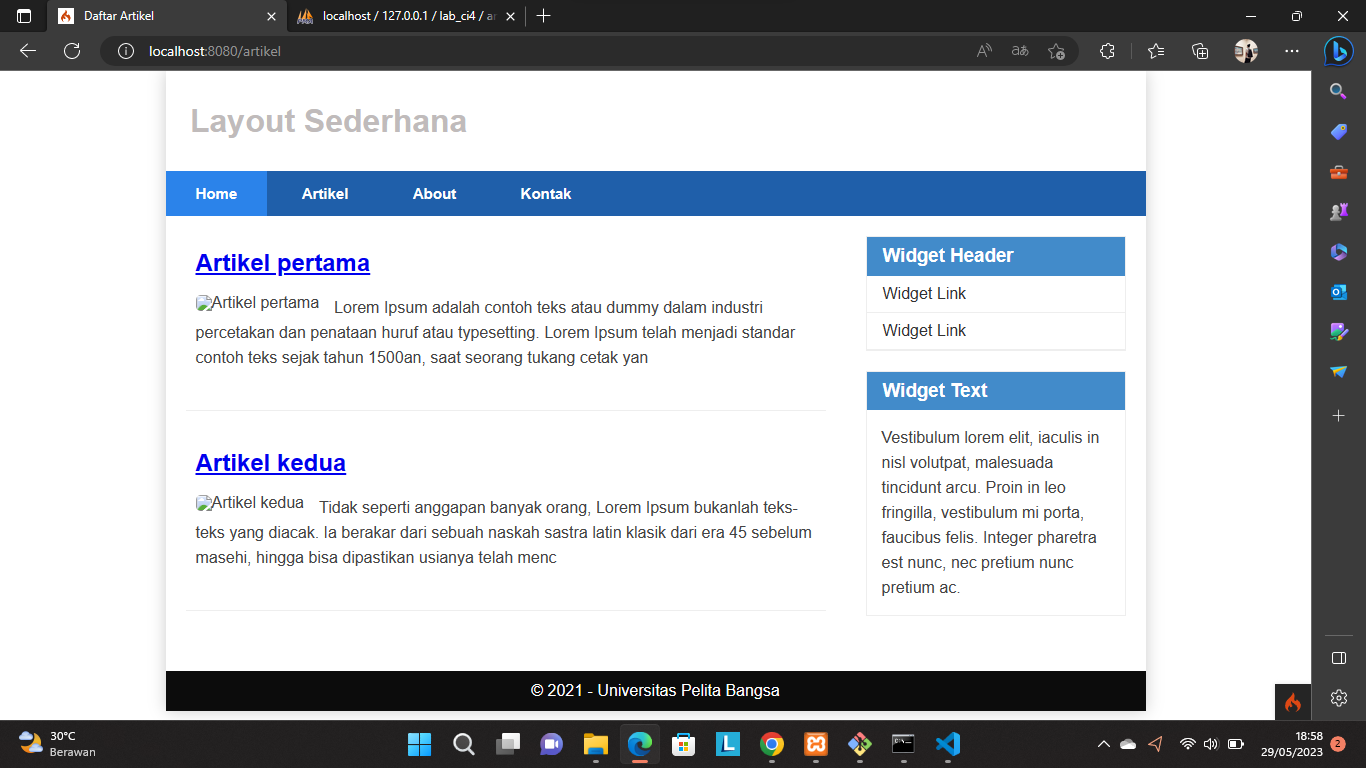 Daftar Artikel
localhost / 127.0.0.1 / lab_ci4 / ar
localhost:8080/artikel
Layout Sederhana
Home Artikel About Kontak
Artikel pertama
Artikel pertama Lorem Ipsum adalah contoh teks atau dummy dalam industri
percetakan dan penataan huruf atau typesetting. Lorem Ipsum telah menjadi standar
contoh teks sejak tahun 1500an, saat seorang tukang cetak yan
Artikel kedua
Artikel kedua Tidak seperti anggapan banyak orang, Lorem Ipsum bukanlah teks-
teks yang diacak. Ia berakar dari sebuah naskah sastra latin klasik dari era 45 sebelum
masehi, hingga bisa dipastikan usianya telah menc
Widget Header
Widget Link
Widget Link
Widget Text
Vestibulum lorem elit, iaculis in
nisl volutpat, malesuada
tincidunt arcu. Proin in leo
fringilla, vestibulum mi porta,
faucibus felis. Integer pharetra
est nunc, nec pretium nunc
pretium ac.
© 2021 - Universitas Pelita Bangsa
30°C
Berawan
18:58
29/05/2023
2